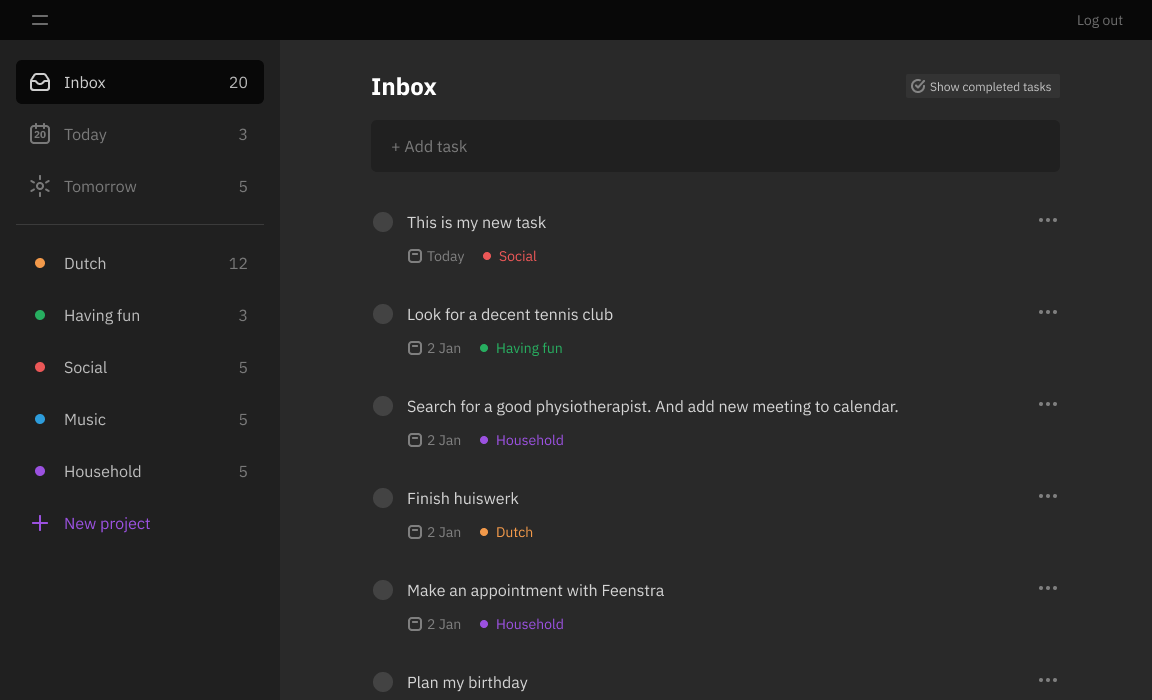 Log out
Inbox 20
20 Today 3
Tomorrow 5
Dutch 12
Having fun 3
Social 5
Music 5
Household 5
New project
Inbox
Show completed tasks
+ Add task
This is my new task
Today Social
Look for a decent tennis club
2 Jan Having fun
Search for a good physiotherapist. And add new meeting to calendar.
2 Jan Household
Finish huiswerk
2 Jan Dutch
Make an appointment with Feenstra
2 Jan Household
Plan my birthday